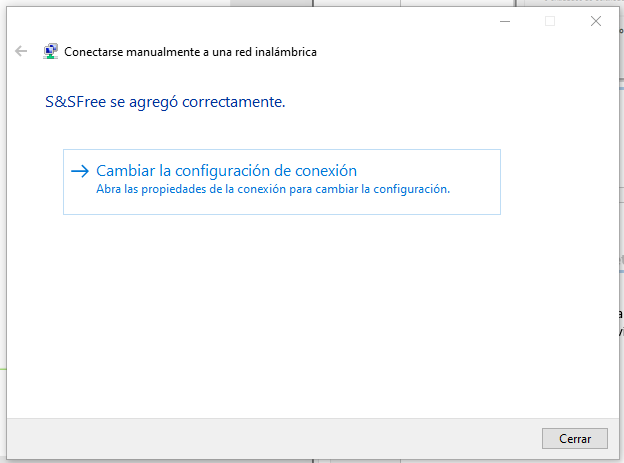 Conectarse manualmente a una red inalámbrica
S&SFree se agregó correctamente.
Cambiar la configuración de conexión
Abra las propiedades de la conexión para cambiar la configuración.
Cerrar